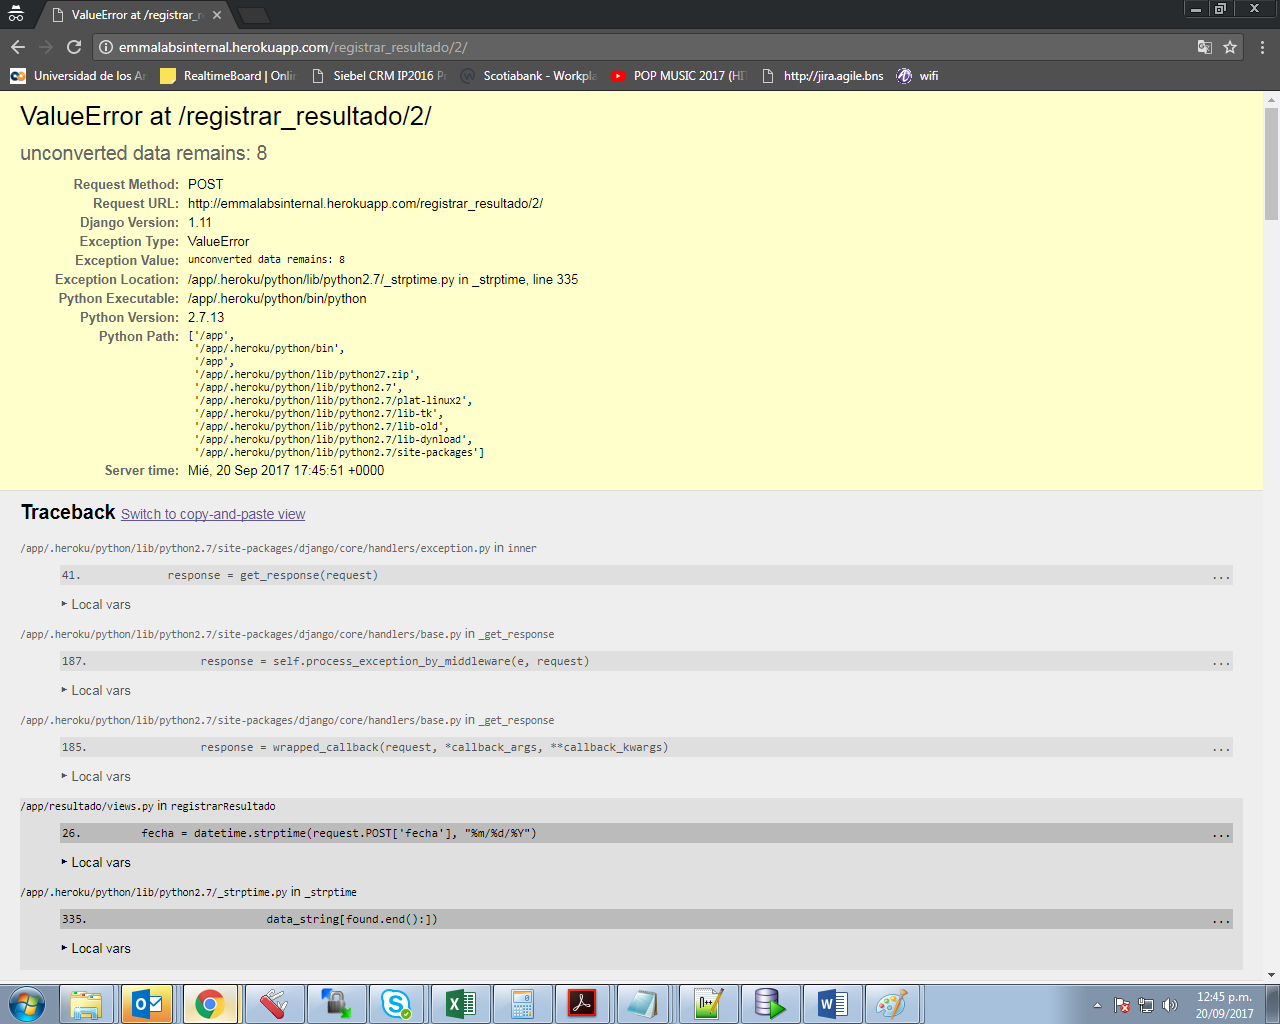 ValueError at /registrar_r
emmalabsinternal.herokuapp.com/registrar_resultado/2/
Universidad de los Ar
RealtimeBoard | Onli
Siebel CRM IP2016 P
Scotiabank - Workpla
POP MUSIC 2017 (HI
http://jira.agile.bns
wifi
ValueError at /registrar_resultado/2/
unconverted data remains: 8
Request Method: POST
Request URL: http://emmalabsinternal.herokuapp.com/registrar_resultado/2/
Django Version: 1.11
Exception Type: ValueError
Exception Value: unconverted data remains: 8
Exception Location: /app/.heroku/python/lib/python2.7/_strptime.py in _strptime, line 335
Python Executable: /app/.heroku/python/bin/python
Python Version: 2.7.13
Python Path: ['/app',
'/app/.heroku/python/bin',
'/app',
'/app/.heroku/python/lib/python27.zip',
'/app/.heroku/python/lib/python2.7',
'/app/.heroku/python/lib/python2.7/plat-linux2',
'/app/.heroku/python/lib/python2.7/lib-tk',
'/app/.heroku/python/lib/python2.7/lib-old',
'/app/.heroku/python/lib/python2.7/lib-dynload',
'/app/.heroku/python/lib/python2.7/site-packages']
Server time: Mié, 20 Sep 2017 17:45:51 +0000
Traceback Switch to copy-and-paste view
/app/.heroku/python/lib/python2.7/site-packages/django/core/handlers/exception.py in inner
41. response = get_response(request) ...
Local vars
/app/.heroku/python/lib/python2.7/site-packages/django/core/handlers/base.py in _get_response
187. response = self.process_exception_by_middleware(e, request) ...
Local vars
/app/.heroku/python/lib/python2.7/site-packages/django/core/handlers/base.py in _get_response
185. response = wrapped_callback(request, *callback_args, **callback_kwargs) ...
Local vars
/app/resultado/views.py in registrarResultado
26. fecha = datetime.strptime(request.POST['fecha'], "%m/%d/%Y") ...
Local vars
/app/.heroku/python/lib/python2.7/_strptime.py in _strptime
335. data_string[found.end():]) ...
Local vars
12:45 p.m.
20/09/2017